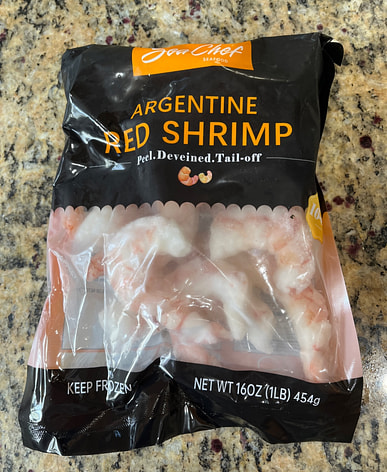 Sea Chef
ARGENTINE
RED SHRIMP
Peel.Deveined.Tail-off
KEEP FROZEN
NET WT 16OZ (1LB) 454g